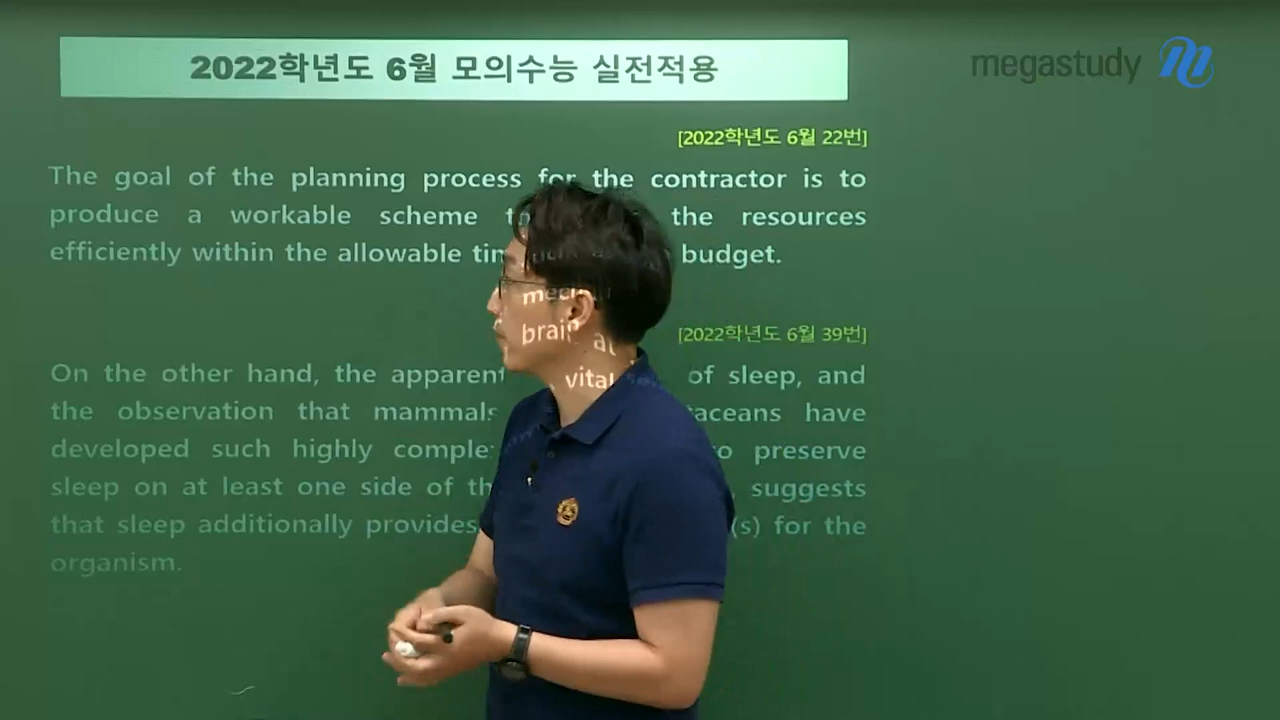 2022학년도 6월 모의수능 실전적용
megastudy
[2022학년도 6월 22번]
The goal of the planning process for the contractor is to
produce a workable scheme the resources
efficiently within the allowable budget.
[2022학년도 6월 39번]
On the other hand, the apparent vital of sleep, and
the observation that mammals have
developed such highly preserve
sleep on at least one side of brain at suggests
that sleep additionally provides (s) for the
organism.